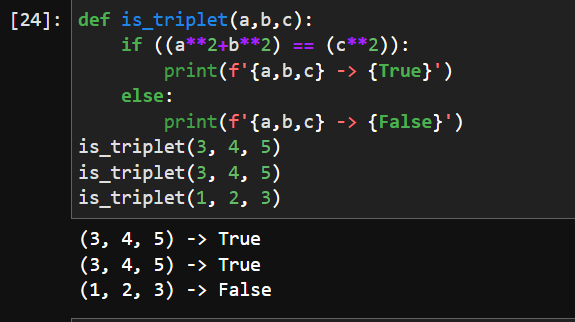 [24]: def is_triplet(a,b,c):
    if ((a**2+b**2) == (c**2)):
        print(f'{a,b,c} -> {True}')
    else:
        print(f'{a,b,c} -> {False}')
is_triplet(3, 4, 5)
is_triplet(3, 4, 5)
is_triplet(1, 2, 3)
(3, 4, 5) -> True
(3, 4, 5) -> True
(1, 2, 3) -> False